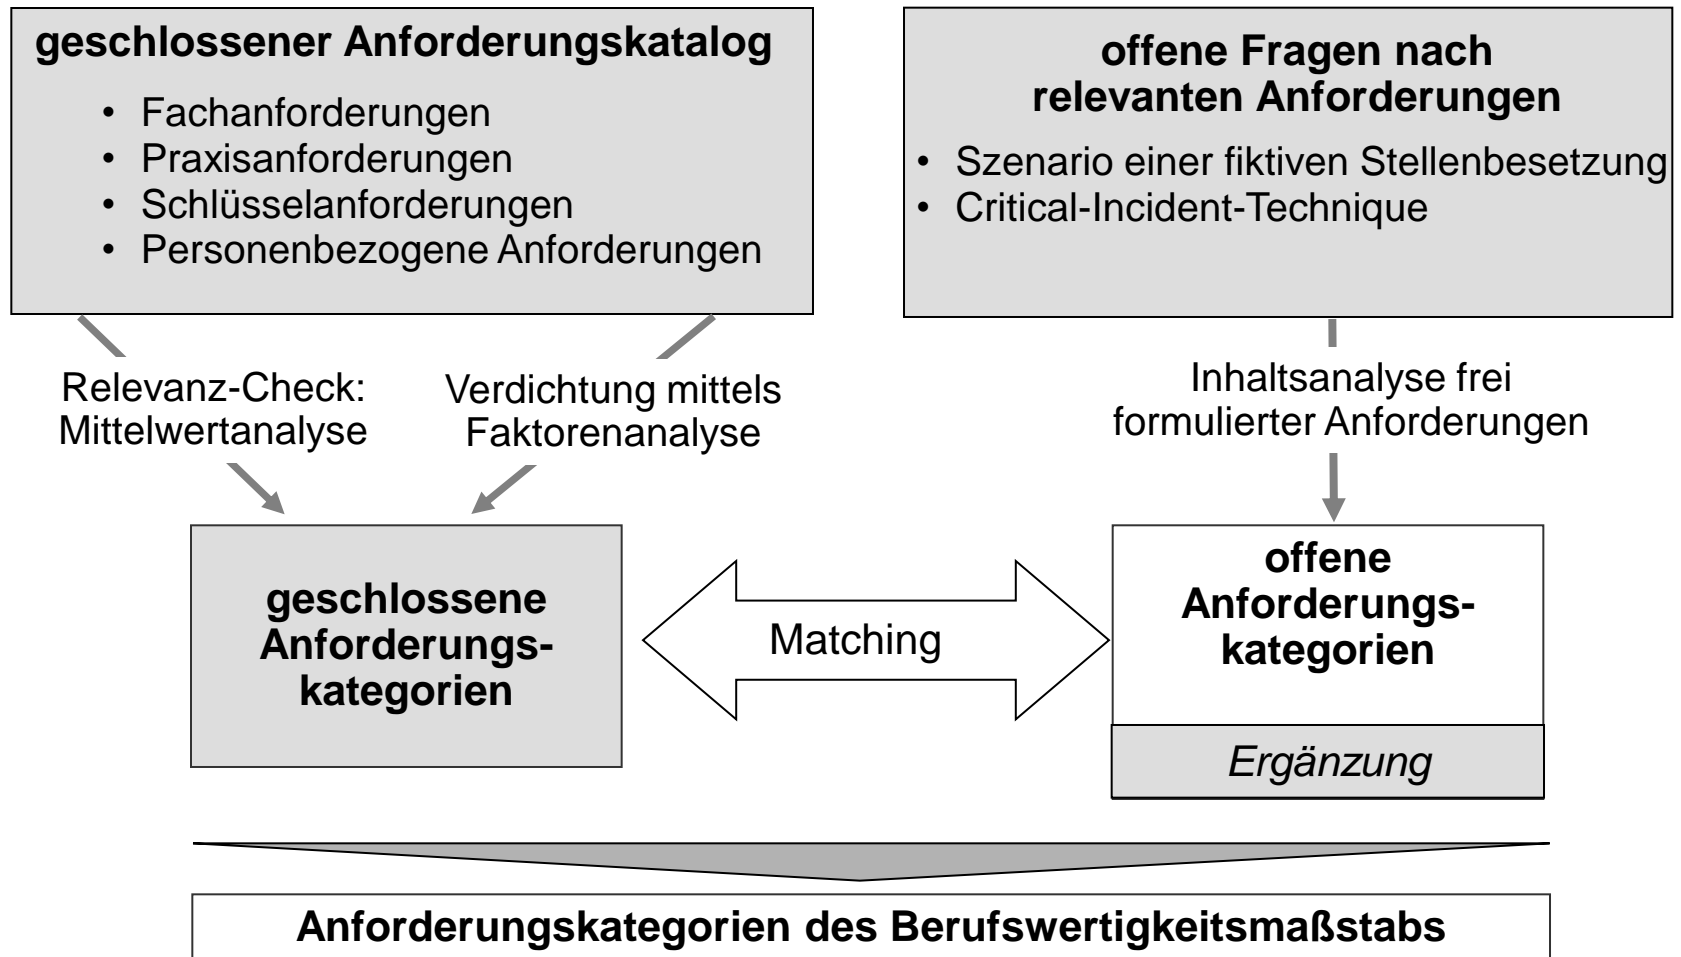 geschlossener Anforderungskatalog
• Fachanforderungen
• Praxisanforderungen
• Schlüsselanforderungen
• Personenbezogene Anforderungen
offene Fragen nach
relevanten Anforderungen
• Szenario einer fiktiven Stellenbesetzung
• Critical-Incident-Technique
Relevanz-Check:
Mittelwertanalyse
Verdichtung mittels
Faktorenanalyse
Inhaltsanalyse frei
formulierter Anforderungen
geschlossene
Anforderungs-
kategorien
Matching
offene
Anforderungs-
kategorien
Ergänzung
Anforderungskategorien des Berufswertigkeitsmaßstabs